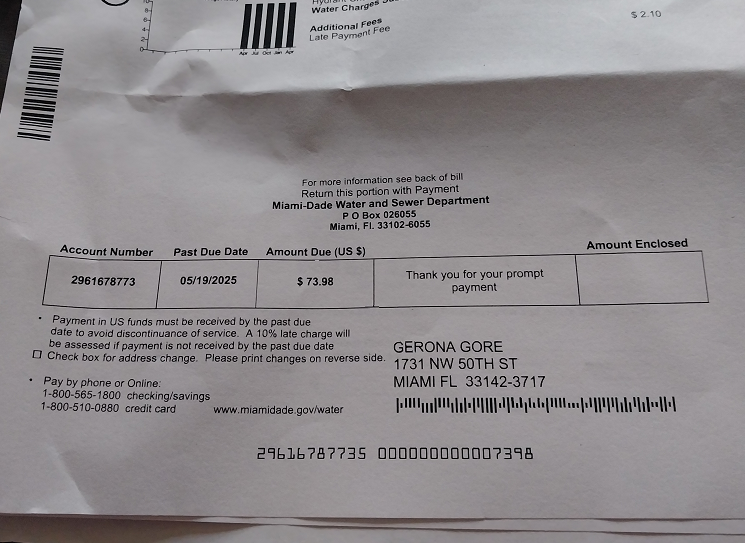 10
8
6
4
2
0
Apr Jul Oct Jan Apr
Water Charges
Additional Fees
Late Payment Fee
$ 2.10
For more information see back of bill
Return this portion with Payment
Miami-Dade Water and Sewer Department
P O Box 026055
Miami, Fl. 33102-6055
Account Number Past Due Date Amount Due (US $) Amount Enclosed
2961678773 05/19/2025 $ 73.98 Thank you for your prompt
payment
• Payment in US funds must be received by the past due
date to avoid discontinuance of service. A 10% late charge will
be assessed if payment is not received by the past due date
Check box for address change. Please print changes on reverse side.
• Pay by phone or Online:
1-800-565-1800 checking/savings
1-800-510-0880 credit card www.miamidade.gov/water
GERONA GORE
1731 NW 50TH ST
MIAMI FL 33142-3717
29616787735 000000000007398